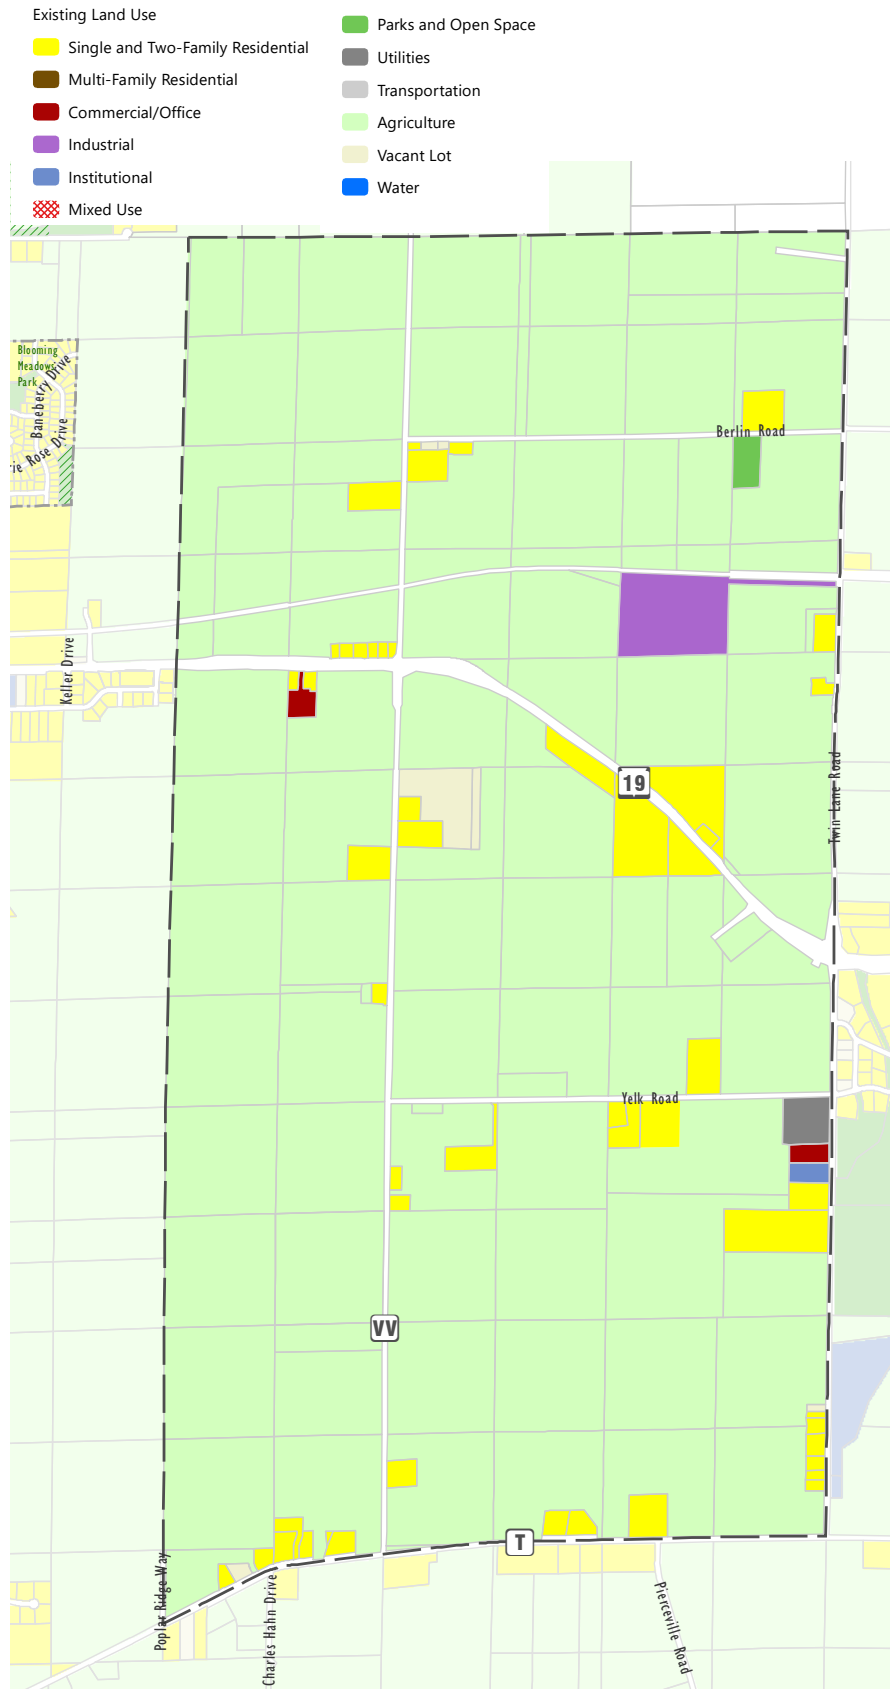 Existing Land Use
Single and Two-Family Residential
Multi-Family Residential
Commercial/Office
Industrial
Institutional
Mixed Use
Parks and Open Space
Utilities
Transportation
Agriculture
Vacant Lot
Water
Blooming
Meadows
Park
Baneberry Drive
rie Rose Drive
Berlin Road
Keller Drive
19
Twin Lane Road
Yelk Road
VV
T
Poplar Ridge Way
Charles Hahn Drive
Pierceville Road